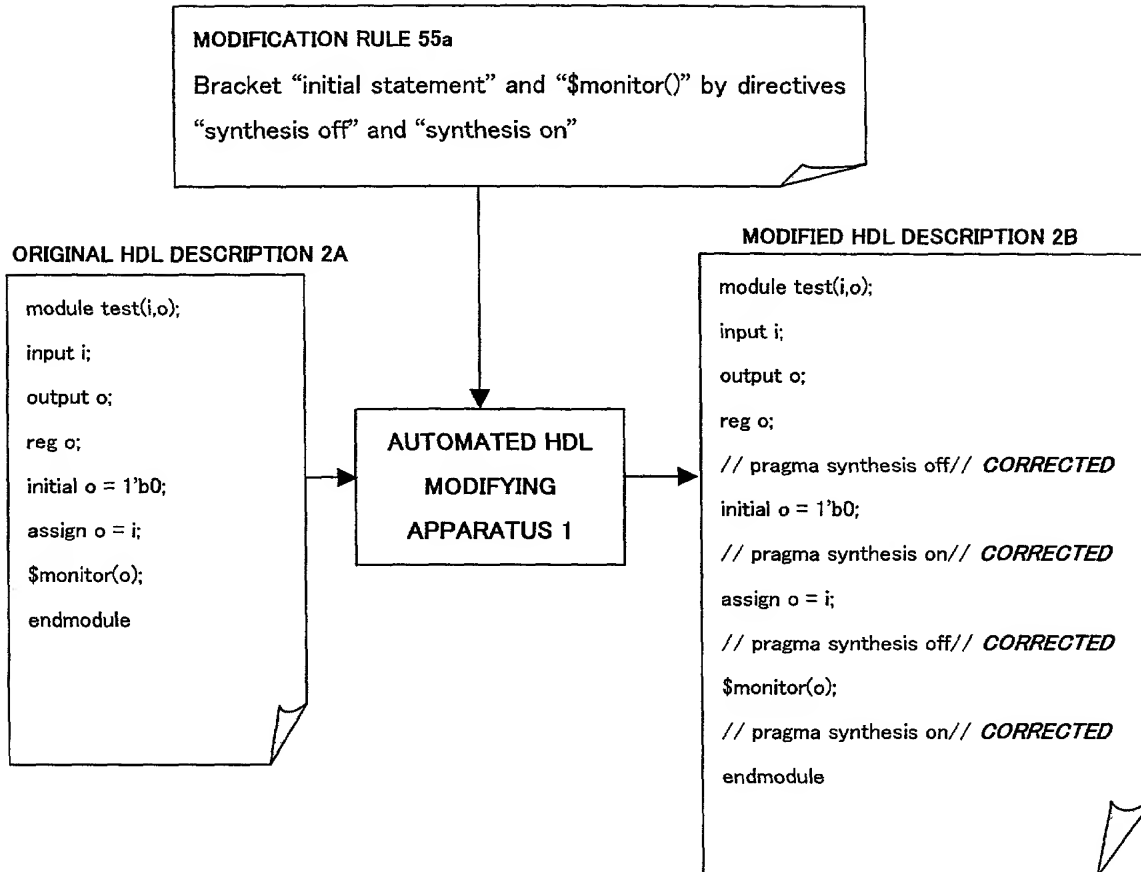 MODIFICATION RULE 55a
Bracket “initial statement” and “$monitor()” by directives
“synthesis off” and “synthesis on”
ORIGINAL HDL DESCRIPTION 2A
module test(i,o);
input i;
output o;
reg o;
initial o = 1'b0;
assign o = i;
$monitor(o);
endmodule
AUTOMATED HDL
MODIFYING
APPARATUS 1
MODIFIED HDL DESCRIPTION 2B
module test(i,o);
input i;
output o;
reg o;
// pragma synthesis off// CORRECTED
initial o = 1'b0;
// pragma synthesis on// CORRECTED
assign o = i;
// pragma synthesis off// CORRECTED
$monitor(o);
// pragma synthesis on// CORRECTED
endmodule